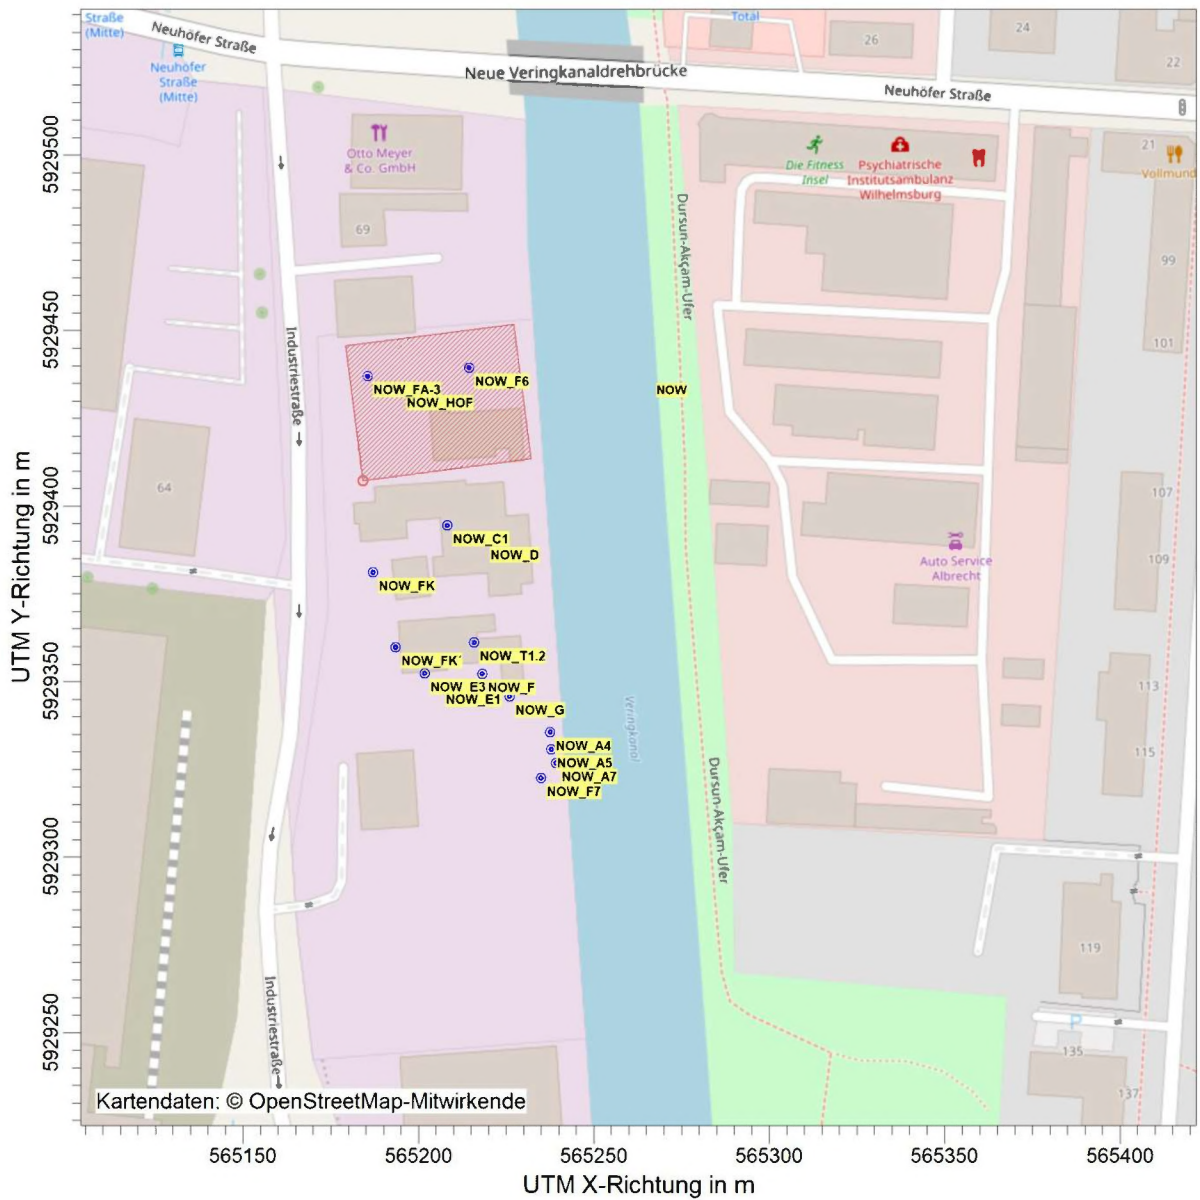 Straße
(Mitte)
Neuhöfer Straße
Neuhöfer
Straße
(Mitte)
Total
26
24
22
Neue Veringkanaldrehbrücke
Neuhöfer Straße
Otto Meyer
& Co. GmbH
69
Die Fitness
Insel
Psychiatrische
Institutsambulanz
Wilhelmsburg
21
Vollmund
99
101
Dursun-Akçam-Ufer
Industriestraße
NOW_FA-3
NOW_F6
NOW_HOF
NOW
64
NOW_C1
NOW_D
NOW_FK
107
109
Auto Service
Albrecht
NOW_FK´
NOW_T1.2
NOW_E3
NOW_F
NOW_E1
NOW_G
NOW_A4
NOW_A5
NOW_A7
NOW_F7
Veringkanal
113
115
Dursun-Akçam-Ufer
119
Industriestraße
P
135
137
Kartendaten: © OpenStreetMap-Mitwirkende
5929500
5929450
5929400
5929350
5929300
5929250
UTM Y-Richtung in m
565150
565200
565250
565300
565350
565400
UTM X-Richtung in m